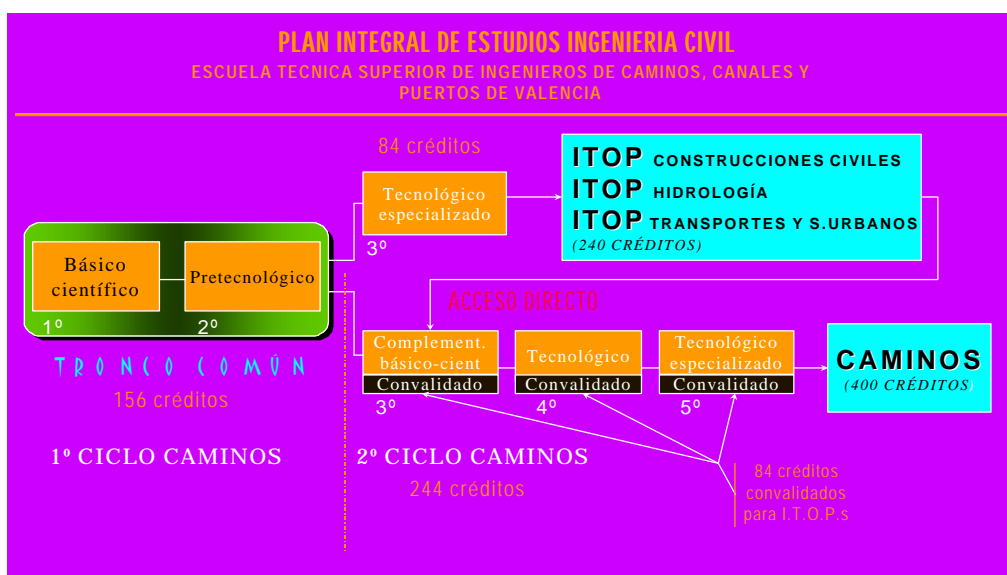 PLAN INTEGRAL DE ESTUDIOS INGENIERIA CIVIL
ESCUELA TECNICA SUPERIOR DE INGENIEROS DE CAMINOS, CANALES Y
PUERTOS DE VALENCIA
84 créditos
Tecnológico
especializado
3º
ITOP CONSTRUCCIONES CIVILES
ITOP HIDROLOGÍA
ITOP TRANSPORTES Y S.URBANOS
(240 CRÉDITOS)
Básico
científico
1º
Pretecnológico
2º
TRONCO COMÚN
156 créditos
ACCESO DIRECTO
Complement.
básico-cient
Convalidado
3º
Tecnológico
Convalidado
4º
Tecnológico
especializado
Convalidado
5º
CAMINOS
(400 CRÉDITOS)
1º CICLO CAMINOS
2º CICLO CAMINOS
244 créditos
84 créditos
convalidados
para I.T.O.P.s